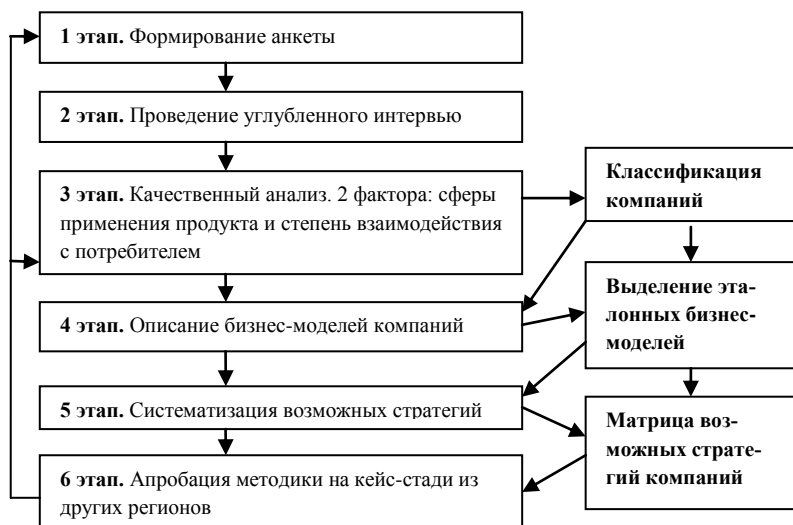 1 этап. Формирование анкеты
2 этап. Проведение углубленного интервью
3 этап. Качественный анализ. 2 фактора: сферы
применения продукта и степень взаимодействия
с потребителем
4 этап. Описание бизнес-моделей компаний
5 этап. Систематизация возможных стратегий
6 этап. Апробация методики на кейс-стади из
других регионов
Классификация
компаний
Выделение эта-
лонных бизнес-
моделей
Матрица воз-
можных страте-
гий компаний